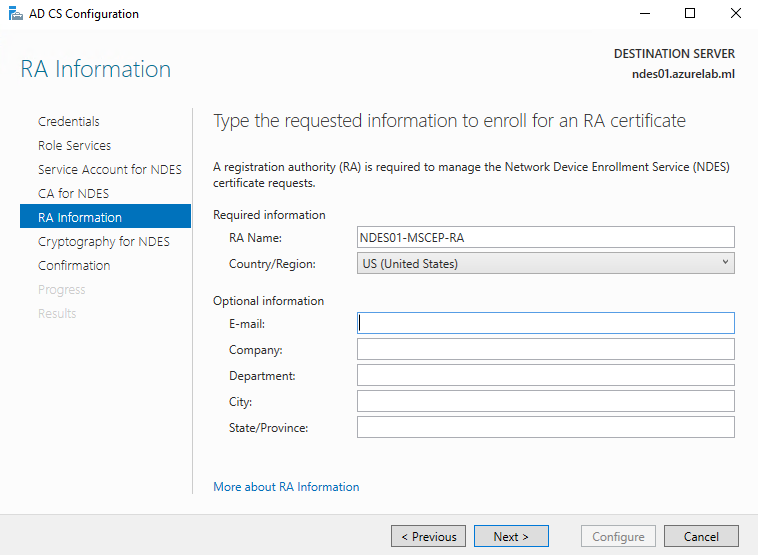 AD CS Configuration
RA Information
DESTINATION SERVER
ndes01.azurelab.ml
Credentials
Role Services
Service Account for NDES
CA for NDES
RA Information
Cryptography for NDES
Confirmation
Progress
Results
Type the requested information to enroll for an RA certificate
A registration authority (RA) is required to manage the Network Device Enrollment Service (NDES)
certificate requests.
Required information
RA Name: NDES01-MSCEP-RA
Country/Region: US (United States)
Optional information
E-mail:
Company:
Department:
City:
State/Province:
More about RA Information
< Previous Next > Configure Cancel